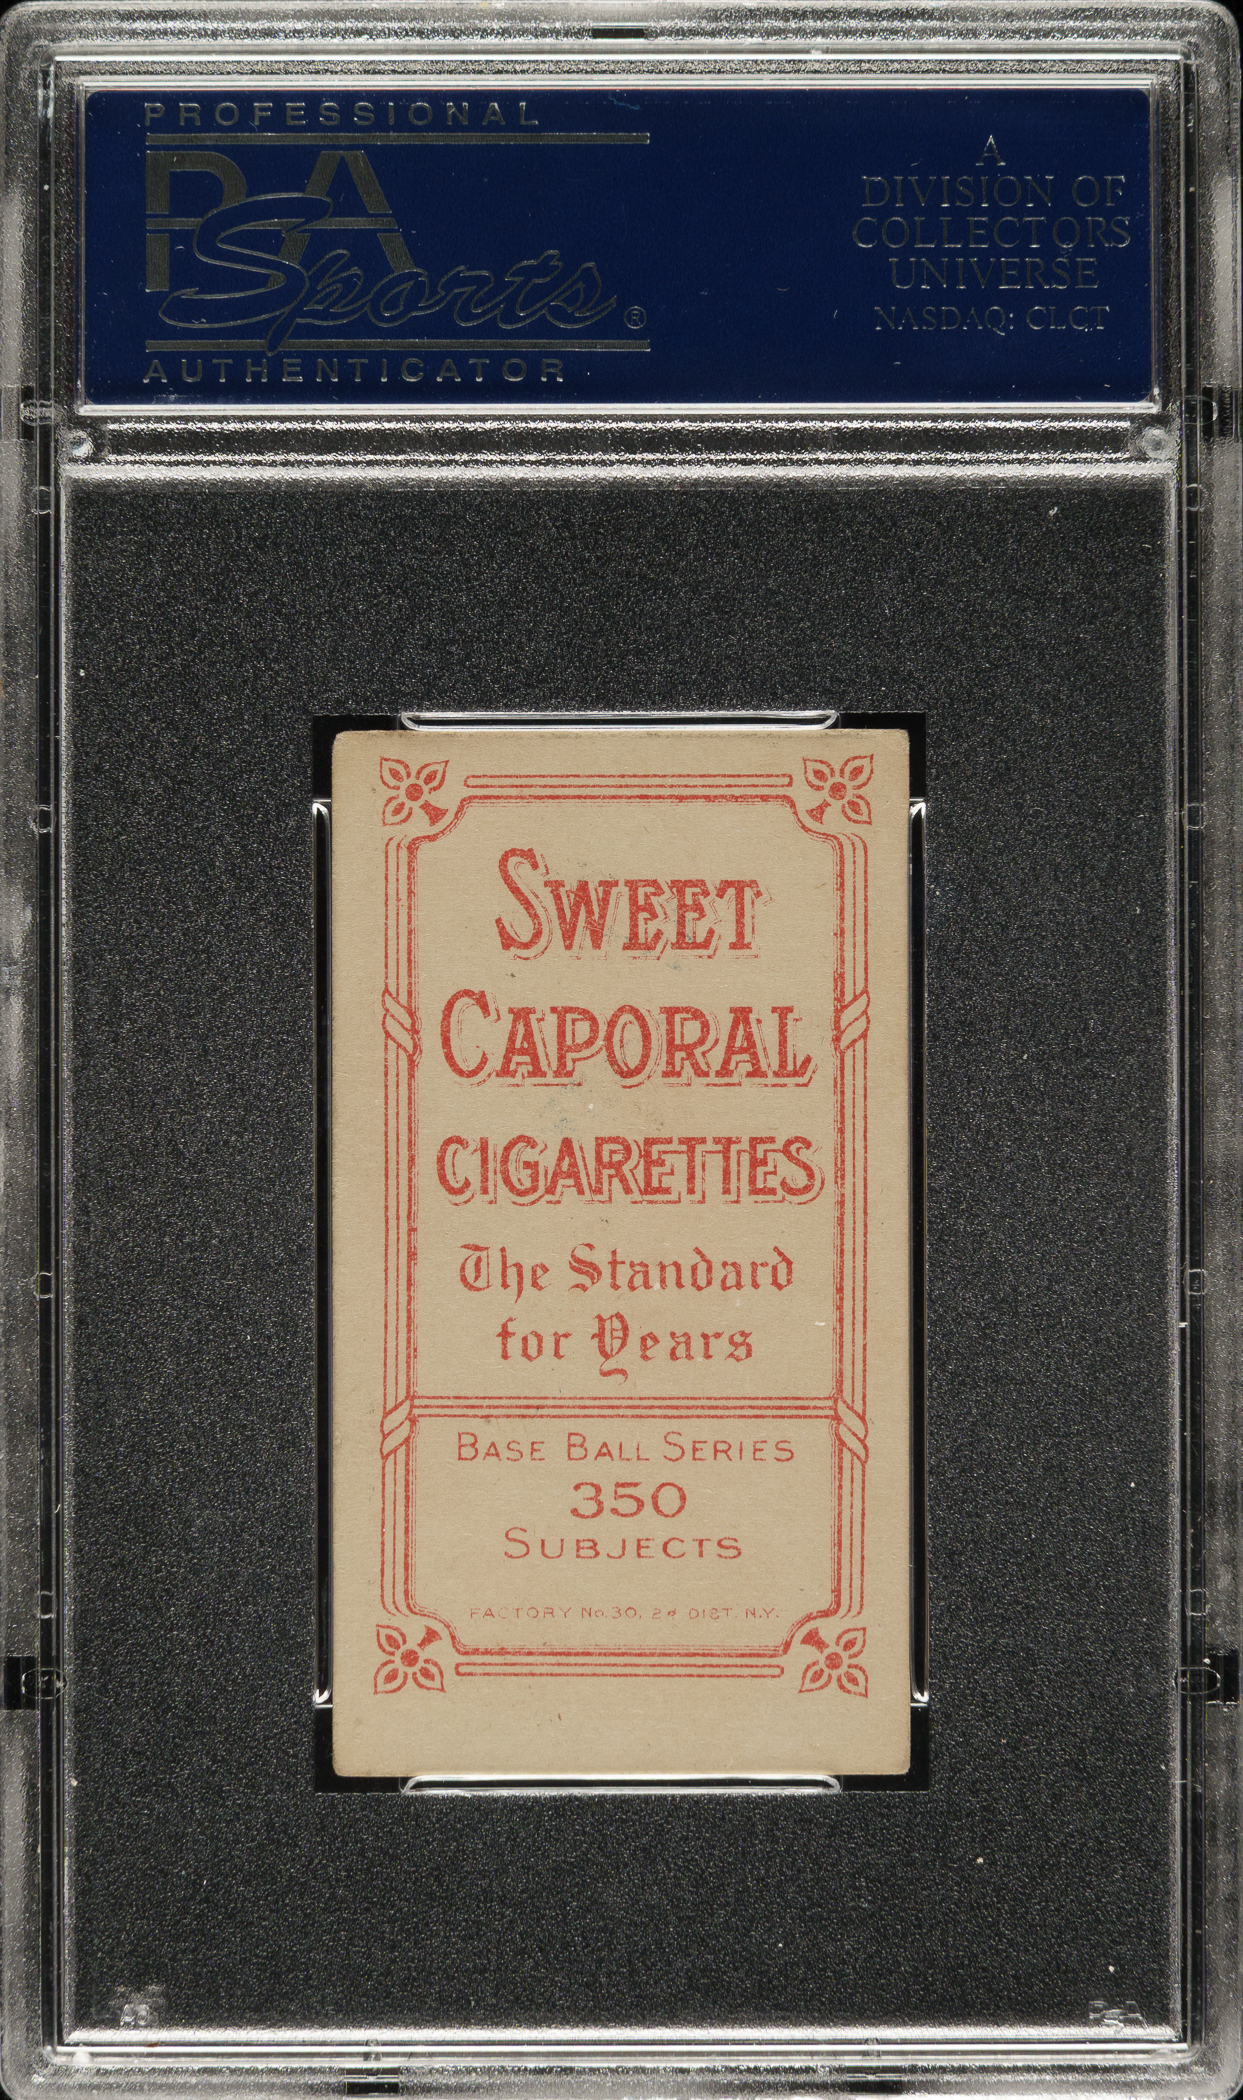 PROFESSIONAL
PSA
Sports®
AUTHENTICATOR
A
DIVISION OF
COLLECTORS
UNIVERSE
NASDAQ: CLCT
SWEET
CAPORAL
CIGARETTES
The Standard
for Years
BASE BALL SERIES
350
SUBJECTS
FACTORY No. 30, 2d DIST. N.Y.
PSA